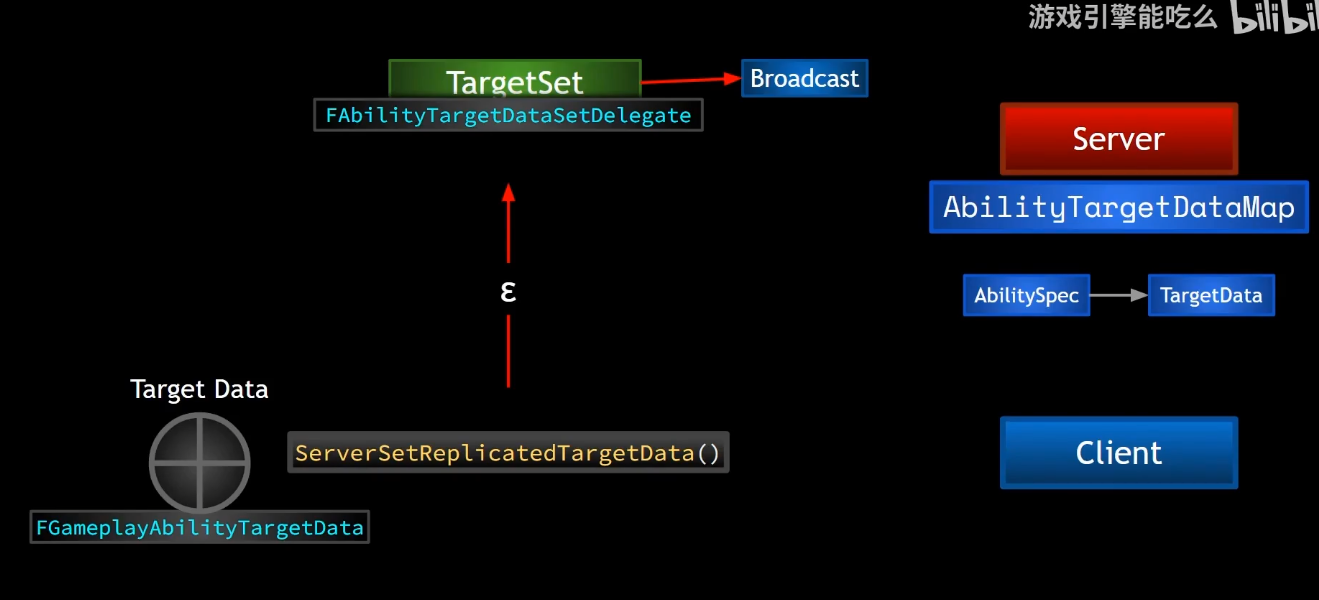 游戏引擎能吃么 bilibil
TargetSet
Broadcast
FAbilityTargetDataSetDelegate
Server
AbilityTargetDataMap
ε
AbilitySpec
TargetData
Target Data
ServerSetReplicatedTargetData()
Client
FGameplayAbilityTargetData